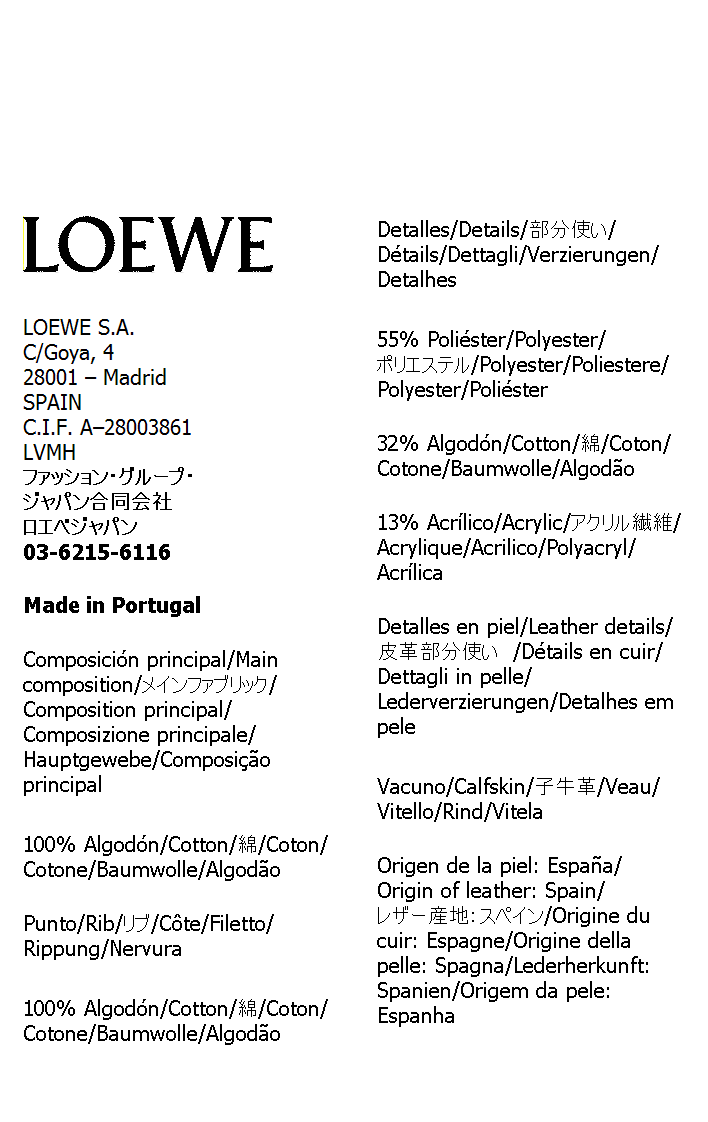 LOEWE
LOEWE S.A.
C/Goya, 4
28001 – Madrid
SPAIN
C.I.F. A–28003861
LVMH
ファッション・グループ・
ジャパン合同会社
ロエベジャパン
03-6215-6116
Made in Portugal
Composición principal/Main
composition/メインファブリック/
Composition principal/
Composizione principale/
Hauptgewebe/Composição
principal
100% Algodón/Cotton/綿/Coton/
Cotone/Baumwolle/Algodão
Punto/Rib/リブ/Côte/Filetto/
Rippung/Nervura
100% Algodón/Cotton/綿/Coton/
Cotone/Baumwolle/Algodão
Detalles/Details/部分使い/
Détails/Dettagli/Verzierungen/
Detalhes
55% Poliéster/Polyester/
ポリエステル/Polyester/Poliestere/
Polyester/Poliéster
32% Algodón/Cotton/綿/Coton/
Cotone/Baumwolle/Algodão
13% Acrílico/Acrylic/アクリル繊維/
Acrylique/Acrilico/Polyacryl/
Acrílica
Detalles en piel/Leather details/
皮革部分使い /Détails en cuir/
Dettagli in pelle/
Lederverzierungen/Detalhes em
pele
Vacuno/Calfskin/子牛革/Veau/
Vitello/Rind/Vitela
Origen de la piel: España/
Origin of leather: Spain/
レザー産地:スペイン/Origine du
cuir: Espagne/Origine della
pelle: Spagna/Lederherkunft:
Spanien/Origem da pele:
Espanha